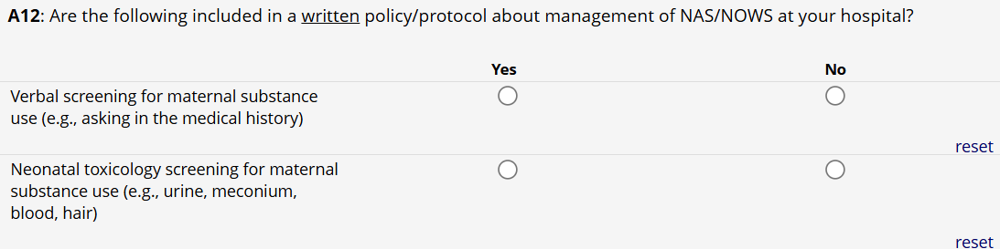 A12: Are the following included in a written policy/protocol about management of NAS/NOWS at your hospital?
Yes No
Verbal screening for maternal substance
use (e.g., asking in the medical history)
reset
Neonatal toxicology screening for maternal
substance use (e.g., urine, meconium,
blood, hair)
reset